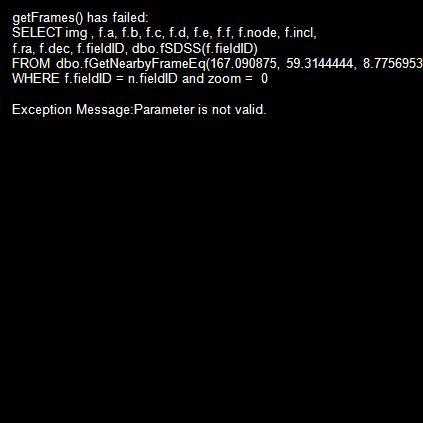 getFrames() has failed:
SELECT img , f.a, f.b, f.c, f.d, f.e, f.f, f.node, f.incl,
f.ra, f.dec, f.fieldID, dbo.fSDSS(f.fieldID)
FROM dbo.fGetNearbyFrameEq(167.090875, 59.3144444, 8.7756953
WHERE f.fieldID = n.fieldID and zoom = 0
Exception Message:Parameter is not valid.